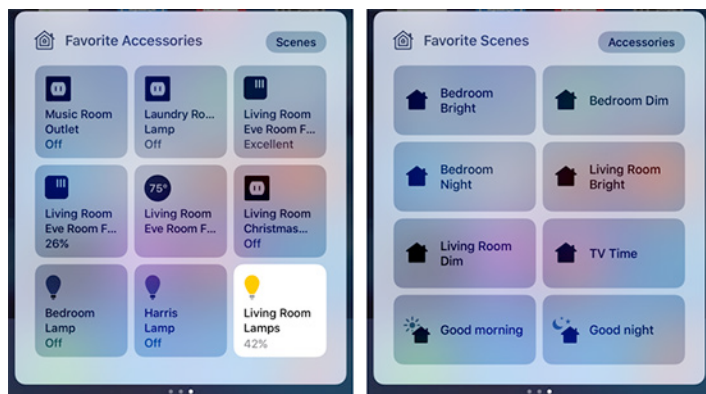 Favorite Accessories
Scenes
Music Room
Outlet
Off
Laundry Ro...
Lamp
Off
Living Room
Eve Room F...
Excellent
Living Room
Eve Room F...
26%
75°
Living Room
Eve Room F...
Living Room
Christmas...
Off
Bedroom
Lamp
Off
Harris
Lamp
Off
Living Room
Lamps
42%
Favorite Scenes
Accessories
Bedroom
Bright
Bedroom Dim
Bedroom
Night
Living Room
Bright
Living Room
Dim
TV Time
Good morning
Good night